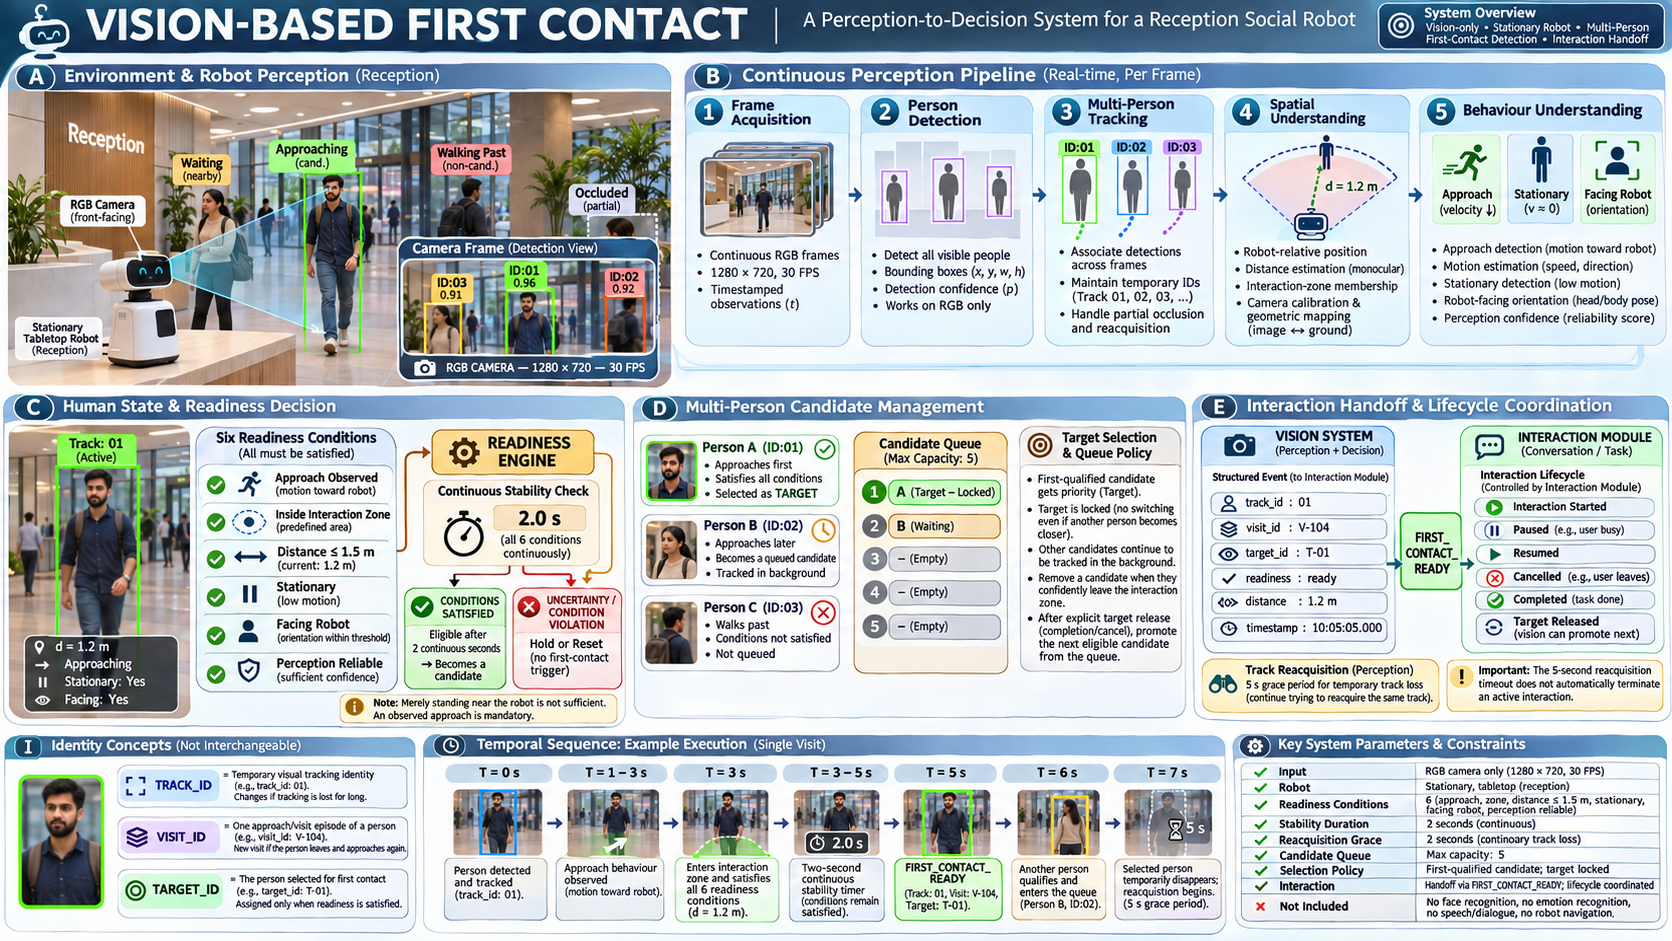 VISION-BASED FIRST CONTACT
A Perception-to-Decision System for a Reception Social Robot
System Overview
Vision-only • Stationary Robot • Multi-Person
First-Contact Detection • Interaction Handoff
A Environment & Robot Perception (Reception)
Reception
Waiting
(nearby)
Approaching
(cand.)
Walking Past
(non-cand.)
Occluded
(partial)
RGB Camera
(front-facing)
Stationary
Tabletop Robot
(Reception)
Camera Frame (Detection View)
ID:03
0.91
ID:01
0.96
ID:02
0.92
RGB CAMERA — 1280 × 720 — 30 FPS
B Continuous Perception Pipeline (Real-time, Per Frame)
1 Frame
Acquisition
• Continuous RGB frames
• 1280 × 720, 30 FPS
• Timestamped
observations (t)
2 Person
Detection
• Detect all visible people
• Bounding boxes (x, y, w, h)
• Detection confidence (p)
• Works on RGB only
3 Multi-Person
Tracking
ID:01 ID:02 ID:03
• Associate detections
across frames
• Maintain temporary IDs
(Track 01, 02, 03, ...)
• Handle partial occlusion
and reacquisition
4 Spatial
Understanding
d = 1.2 m
• Robot-relative position
• Distance estimation (monocular)
• Interaction-zone membership
• Camera calibration &
geometric mapping
(image ↔ ground)
5 Behaviour Understanding
Approach
(velocity ↓)
Stationary
(v ≈ 0)
Facing Robot
(orientation)
• Approach detection (motion toward robot)
• Motion estimation (speed, direction)
• Stationary detection (low motion)
• Robot-facing orientation (head/body pose)
• Perception confidence (reliability score)
C Human State & Readiness Decision
Track: 01
(Active)
d = 1.2 m
→ Approaching
Stationary: Yes
Facing: Yes
Six Readiness Conditions
(All must be satisfied)
Approach Observed
(motion toward robot)
Inside Interaction Zone
(predefined area)
Distance ≤ 1.5 m
(current: 1.2 m)
Stationary
(low motion)
Facing Robot
(orientation within threshold)
Perception Reliable
(sufficient confidence)
READINESS
ENGINE
Continuous Stability Check
2.0 s
(all 6 conditions
continuously)
CONDITIONS
SATISFIED
Eligible after
2 continuous seconds
→ Becomes a
candidate
UNCERTAINTY /
CONDITION
VIOLATION
Hold or Reset
(no first-contact
trigger)
Note: Merely standing near the robot is not sufficient.
An observed approach is mandatory.
D Multi-Person Candidate Management
Person A (ID:01)
• Approaches first
• Satisfies all conditions
• Selected as TARGET
Person B (ID:02)
• Approaches later
• Becomes a queued candidate
• Tracked in background
Person C (ID:03)
• Walks past
• Conditions not satisfied
• Not queued
Candidate Queue
(Max Capacity: 5)
1 A (Target – Locked)
2 B (Waiting)
3 – (Empty)
4 – (Empty)
5 – (Empty)
Target Selection
& Queue Policy
• First-qualified candidate
gets priority (Target).
• Target is locked (no switching
even if another person becomes
closer).
• Other candidates continue to
be tracked in the background.
• Remove a candidate when they
confidently leave the interaction
zone.
• After explicit target release
(completion/cancel), promote
the next eligible candidate
from the queue.
E Interaction Handoff & Lifecycle Coordination
VISION SYSTEM
(Perception + Decision)
Structured Event (to Interaction Module)
track_id : 01
visit_id : V-104
target_id : T-01
readiness : ready
distance : 1.2 m
timestamp : 10:05:05.000
FIRST_
CONTACT_
READY
INTERACTION MODULE
(Conversation / Task)
Interaction Lifecycle
(Controlled by Interaction Module)
Interaction Started
Paused (e.g., user busy)
Resumed
Cancelled (e.g., user leaves)
Completed (task done)
Target Released
(vision can promote next)
Track Reacquisition (Perception)
5 s grace period for temporary track loss
(continue trying to reacquire the same track).
Important: The 5-second reacquisition
timeout does not automatically terminate
an active interaction.
I Identity Concepts (Not Interchangeable)
TRACK_ID
= Temporary visual tracking identity
(e.g., track_id: 01).
Changes if tracking is lost for long.
VISIT_ID
= One approach/visit episode of a person
(e.g., visit_id: V-104).
New visit if the person leaves and approaches again.
TARGET_ID
= The person selected for first contact
(e.g., target_id: T-01).
Assigned only when readiness is satisfied.
Temporal Sequence: Example Execution (Single Visit)
T = 0 s
Person detected
and tracked
(track_id: 01).
T = 1 – 3 s
Approach behaviour
observed
(motion toward robot).
T = 3 s
Enters interaction
zone and satisfies
all 6 readiness
conditions
(d = 1.2 m).
T = 3 – 5 s
2.0 s
Two-second
continuous
stability timer
(conditions remain
satisfied).
T = 5 s
FIRST_CONTACT_
READY
(Track: 01, Visit: V-104,
Target: T-01).
T = 6 s
Another person
qualifies and
enters the queue
(Person B, ID:02).
T = 7 s
5 s
Selected person
temporarily disappears;
reacquistion begins.
(5 s grace period).
Key System Parameters & Constraints
Input RGB camera only (1280 × 720, 30 FPS)
Robot Stationary, tabletop (reception)
Readiness Conditions 6 (approach, zone, distance ≤ 1.5 m, stationary,
facing robot, perception reliable)
Stability Duration 2 seconds (continuous)
Reacquisition Grace 2 seconds (continoary track loss)
Candidate Queue Max capacity: 5
Selection Policy First-qualified candidate; target locked
Interaction Handoff via FIRST_CONTACT_READY; lifecycle coordinated
Not Included No face recognition, no emotion recognition,
no speech/dialogue, no robot navigation.